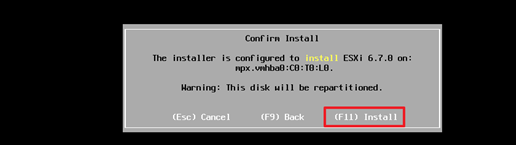 Confirm Install
The installer is configured to install ESXi 6.7.0 on:
mpx.vmhba0:C0:T0:L0.
Warning: This disk will be repartitioned.
(Esc) Cancel (F9) Back (F11) Install